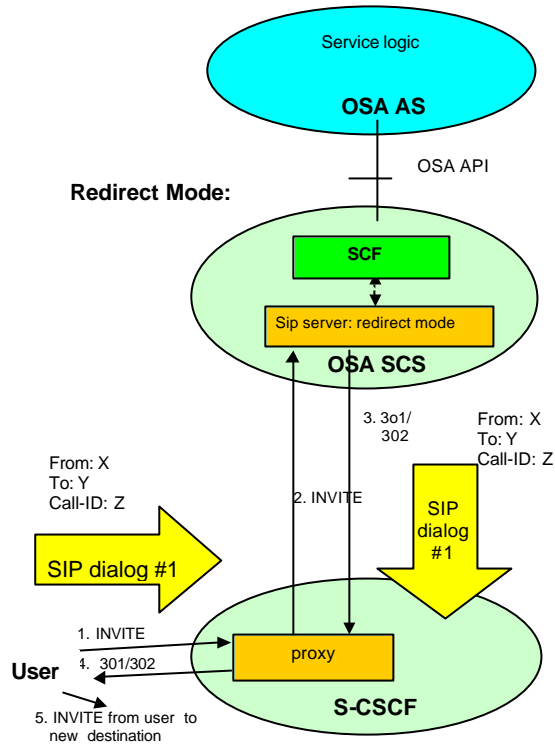 Service logic
OSA AS
OSA API
Redirect Mode:
SCF
Sip server: redirect mode
OSA SCS
3. 3o1/
302
From: X
To: Y
Call-ID: Z
From: X
To: Y
Call-ID: Z
2. INVITE
SIP
dialog
#1
SIP dialog #1
1. INVITE
proxy
4. 301/302
User
S-CSCF
5. INVITE from user to
new destination